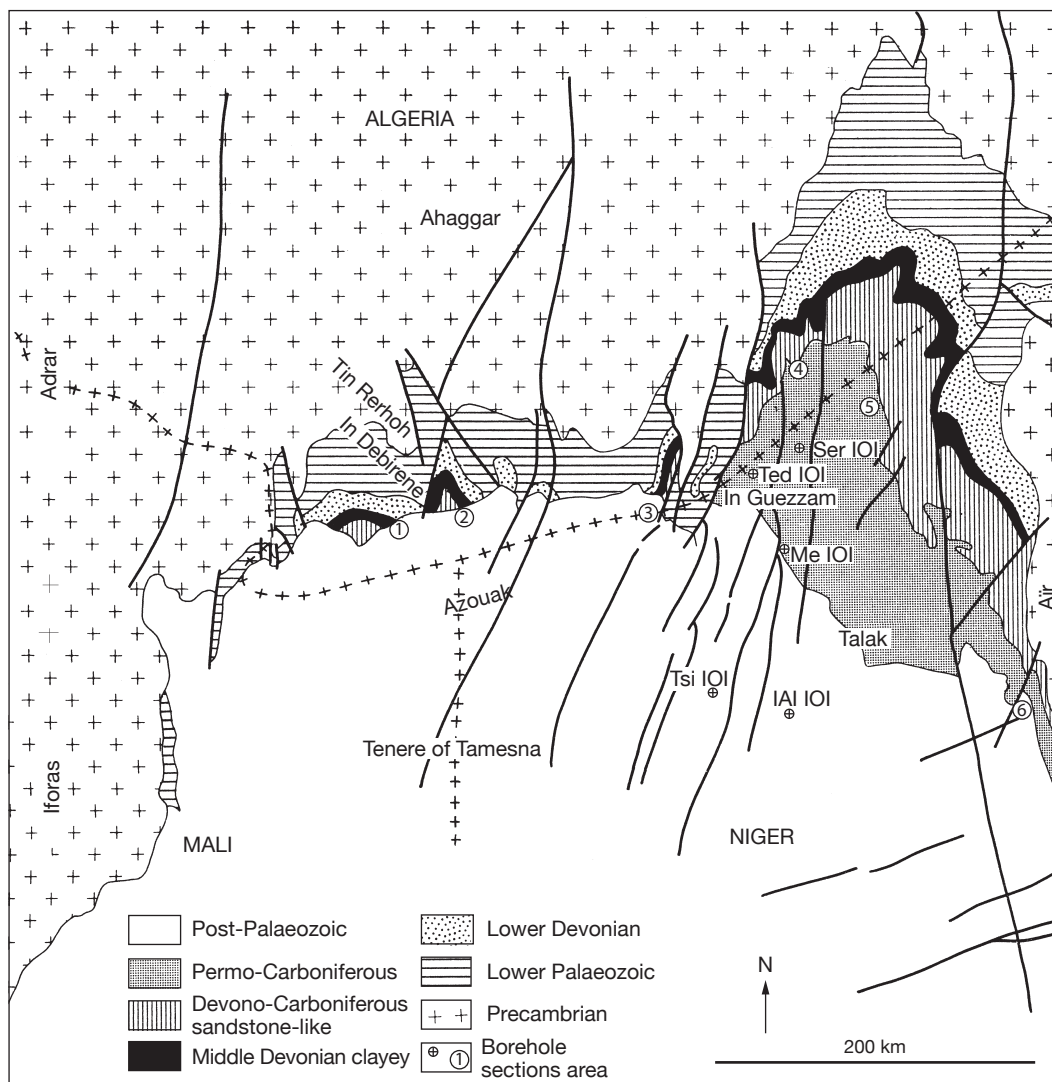 ALGERIA
Ahaggar
Adrar
Tin Rerhoh
In Debirene
④
⑤
Ser IOI
Ted IOI
In Guezzam
①
②
③
Me IOI
Azouak
Aïr
Talak
Tsi IOI
IAI IOI
⑥
Tenere of Tamesna
Iforas
MALI
NIGER
Post-Palaeozoic
Permo-Carboniferous
Devono-Carboniferous
sandstone-like
Middle Devonian clayey
Lower Devonian
Lower Palaeozoic
Precambrian
① Borehole
sections area
N
200 km